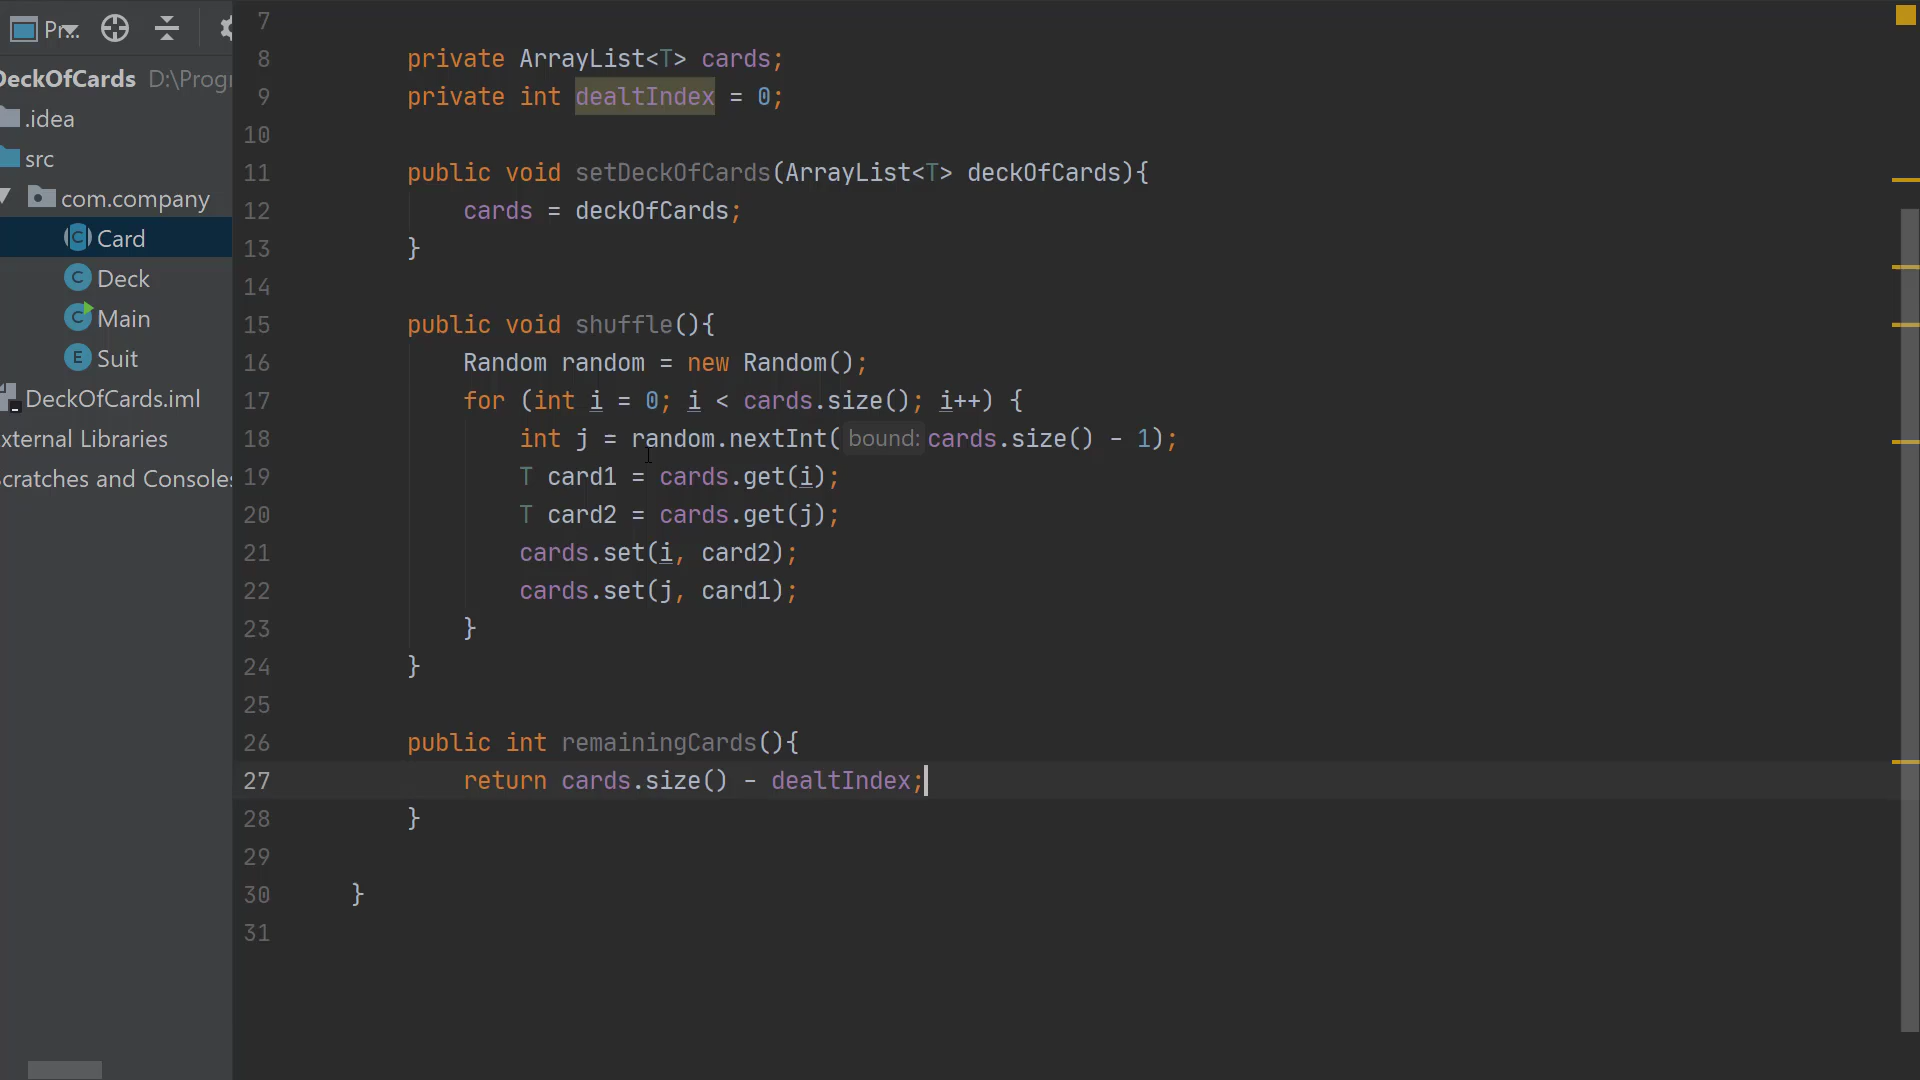 Pr...
DeckOfCards D:\Progr
.idea
src
com.company
C Card
C Deck
C Main
E Suit
DeckOfCards.iml
xternal Libraries
cratches and Consoles
7
8 private ArrayList<T> cards;
9 private int dealtIndex = 0;
10
11 public void setDeckOfCards(ArrayList<T> deckOfCards){
12 cards = deckOfCards;
13 }
14
15 public void shuffle(){
16 Random random = new Random();
17 for (int i = 0; i < cards.size(); i++) {
18 int j = random.nextInt( bound: cards.size() - 1);
19 T card1 = cards.get(i);
20 T card2 = cards.get(j);
21 cards.set(i, card2);
22 cards.set(j, card1);
23 }
24 }
25
26 public int remainingCards(){
27 return cards.size() - dealtIndex;
28 }
29
30 }
31